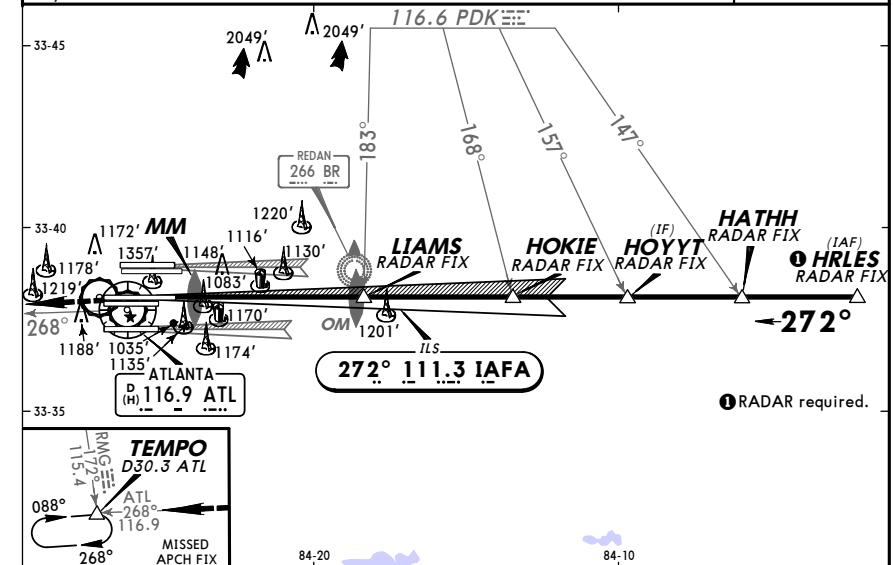 116.6 PDK
33-45
2049'
2049'
183°
168°
157°
147°
REDAN
266 BR
33-40
1220'
1172'
MM
1116'
HATHH
RADAR FIX
1357'
1148'
1130'
LIAMS
RADAR FIX
HOKIE
RADAR FIX
(IF)
HOYYT
RADAR FIX
(IAF)
1 HRLES
RADAR FIX
1178'
1083'
1219'
268°
OM
1201'
1170'
272°
1188'
1035'
1135'
1174'
ILS
272° 111.3 IAFA
ATLANTA
D
(H) 116.9 ATL
33-35
1 RADAR required.
TEMPO
D30.3 ATL
RMG
172°
115.4
ATL
268°
116.9
088°
268°
MISSED
APCH FIX
84-20
84-10